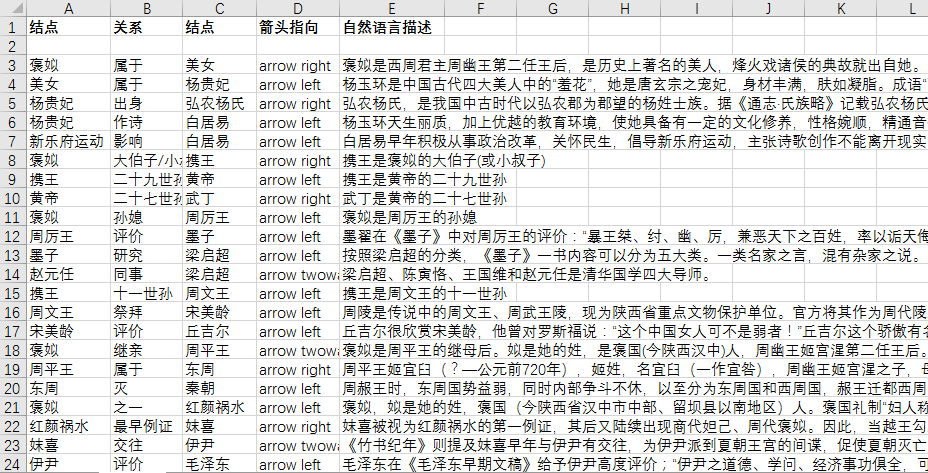 A B C D E F G H I J K L
1 结点 关系 结点 箭头指向 自然语言描述
2
3 褒姒 属于 美女 arrow right 褒姒是西周君主周幽王第二任王后，是历史上著名的美人，烽火戏诸侯的典故就出自她。
4 美女 属于 杨贵妃 arrow left 杨玉环是中国古代四大美人中的“羞花”，她是唐玄宗之宠妃，身材丰满，肤如凝脂。成语“
5 杨贵妃 出身 弘农杨氏 arrow right 弘农杨氏，是我国中古时代以弘农郡为郡望的杨姓士族。据《通志·氏族略》记载弘农杨氏
6 杨贵妃 作诗 白居易 arrow left 杨玉环天生丽质，加上优越的教育环境，使她具备有一定的文化修养，性格婉顺，精通音
7 新乐府运动 影响 白居易 arrow left 白居易早年积极从事政治改革，关怀民生，倡导新乐府运动，主张诗歌创作不能离开现实
8 褒姒 大伯子/小 携王 arrow right 携王是褒姒的大伯子(或小叔子)
9 携王 二十九世孙 黄帝 arrow left 携王是黄帝的二十九世孙
10 黄帝 二十七世孙 武丁 arrow right 武丁是黄帝的二十七世孙
11 褒姒 孙媳 周厉王 arrow left 褒姒是周厉王的孙媳
12 周厉王 评价 墨子 arrow left 墨翟在《墨子》中对周厉王的评价：“暴王桀、纣、幽、厉，兼恶天下之百姓，率以诟天侮
13 墨子 研究 梁启超 arrow left 按照梁启超的分类，《墨子》一书内容可以分为五大类。一类名家之言，混有杂家之说。
14 赵元任 同事 梁启超 arrow twowa 梁启超、陈寅恪、王国维和赵元任是清华国学四大导师。
15 携王 十一世孙 周文王 arrow left 携王是周文王的十一世孙
16 周文王 祭拜 宋美龄 arrow left 周陵是传说中的周文王、周武王陵，现为陕西省重点文物保护单位。官方将其作为周代陵
17 宋美龄 评价 丘吉尔 arrow left 丘吉尔很欣赏宋美龄，他曾对罗斯福说：“这个中国女人可不是弱者！”丘吉尔这个骄傲有名
18 褒姒 继亲 周平王 arrow twowa 褒姒是周平王的继母后。姒是她的姓，是褒国(今陕西汉中)人，周幽王姬宫湦第二任王后。
19 周平王 属于 东周 arrow right 周平王姬宜臼（？—公元前720年），姬姓，名宜臼（一作宜咎），周幽王姬宫湦之子，母
20 东周 灭 秦朝 arrow left 周赧王时，东周国势益弱，同时内部争斗不休，以至分为东周国和西周国，赧王迁都西周
21 褒姒 之一 红颜祸水 arrow left 褒姒，姒是她的姓，褒国（今陕西省汉中市中部、留坝县以南地区）人。褒国礼制“妇人称
22 红颜祸水 最早例证 妹喜 arrow right 妹喜被视为红颜祸水的第一例证，其后又陆续出现商代妲己、周代褒姒。因此，当越王勾
23 妹喜 交往 伊尹 arrow twowa 《竹书纪年》则提及妹喜早年与伊尹有交往，为伊尹派到夏朝王宫的间谍，促使夏朝灭亡
24 伊尹 评价 毛泽东 arrow left 毛泽东在《毛泽东早期文稿》给予伊尹高度评价；“伊尹之道德、学问、经济事功俱全，可